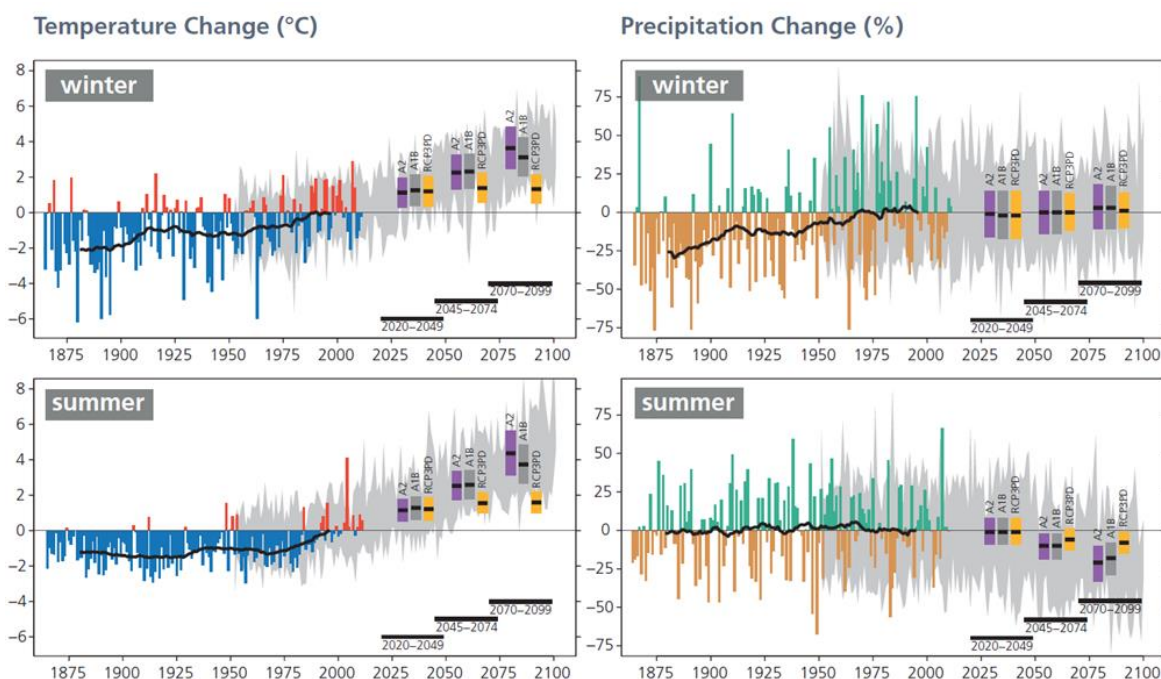 Temperature Change (°C)
Precipitation Change (%)
winter
8
6
4
2
0
−2
−4
−6
A2
A1B
RCP3PD
A2
A1B
RCP3PD
A2
A1B
RCP3PD
2070–2099
2045–2074
2020–2049
1875 1900 1925 1950 1975 2000 2025 2050 2075 2100
winter
75
50
25
0
−25
−50
−75
A2
A1B
RCP3PD
A2
A1B
RCP3PD
A2
A1B
RCP3PD
2070–2099
2045–2074
2020–2049
1875 1900 1925 1950 1975 2000 2025 2050 2075 2100
summer
8
6
4
2
0
−2
−4
−6
A2
A1B
RCP3PD
A2
A1B
RCP3PD
A2
A1B
RCP3PD
2070–2099
2045–2074
2020–2049
1875 1900 1925 1950 1975 2000 2025 2050 2075 2100
summer
75
50
25
0
−25
−50
−75
A2
A1B
RCP3PD
A2
A1B
RCP3PD
A2
A1B
RCP3PD
2070–2099
2045–2074
2020–2049
1875 1900 1925 1950 1975 2000 2025 2050 2075 2100